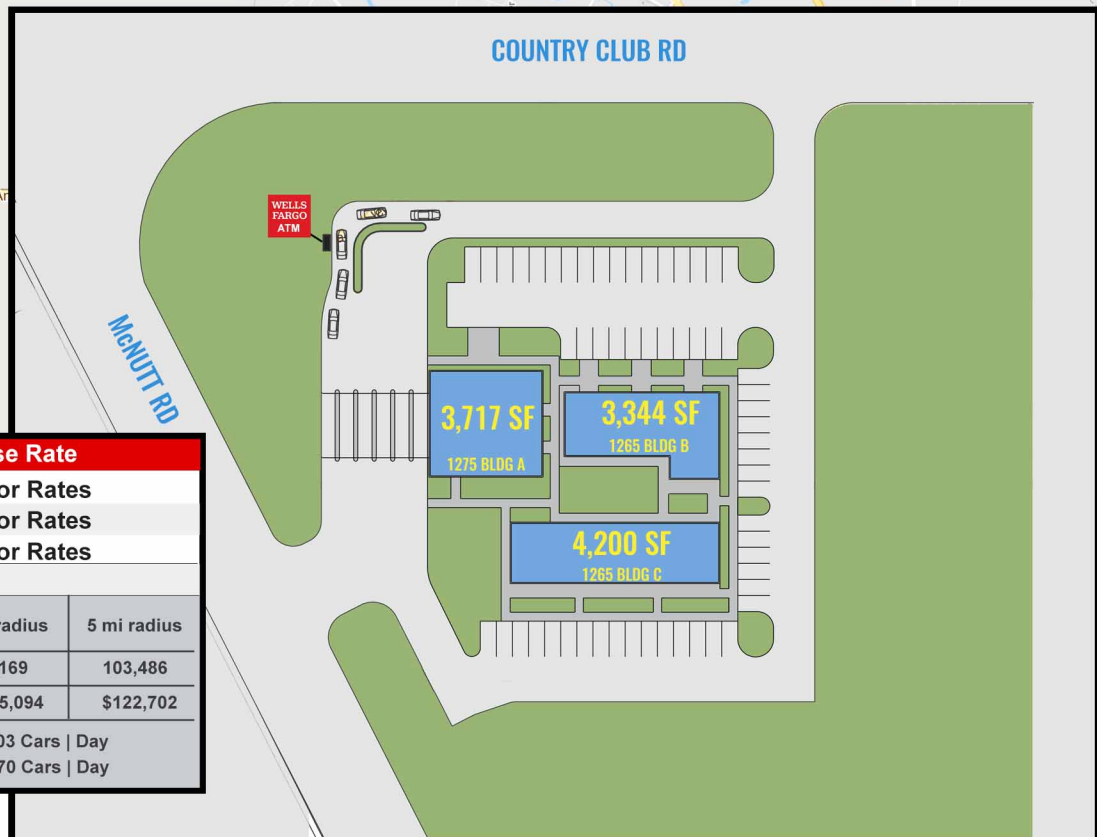 COUNTRY CLUB RD
WELLS
FARGO
ATM
McNUTT RD
3,717 SF
1275 BLDG A
3,344 SF
1265 BLDG B
4,200 SF
1265 BLDG C
Rate
or Rates
or Rates
or Rates
5 mi radius
169 103,486
5,094 $122,702
03 Cars | Day
70 Cars | Day